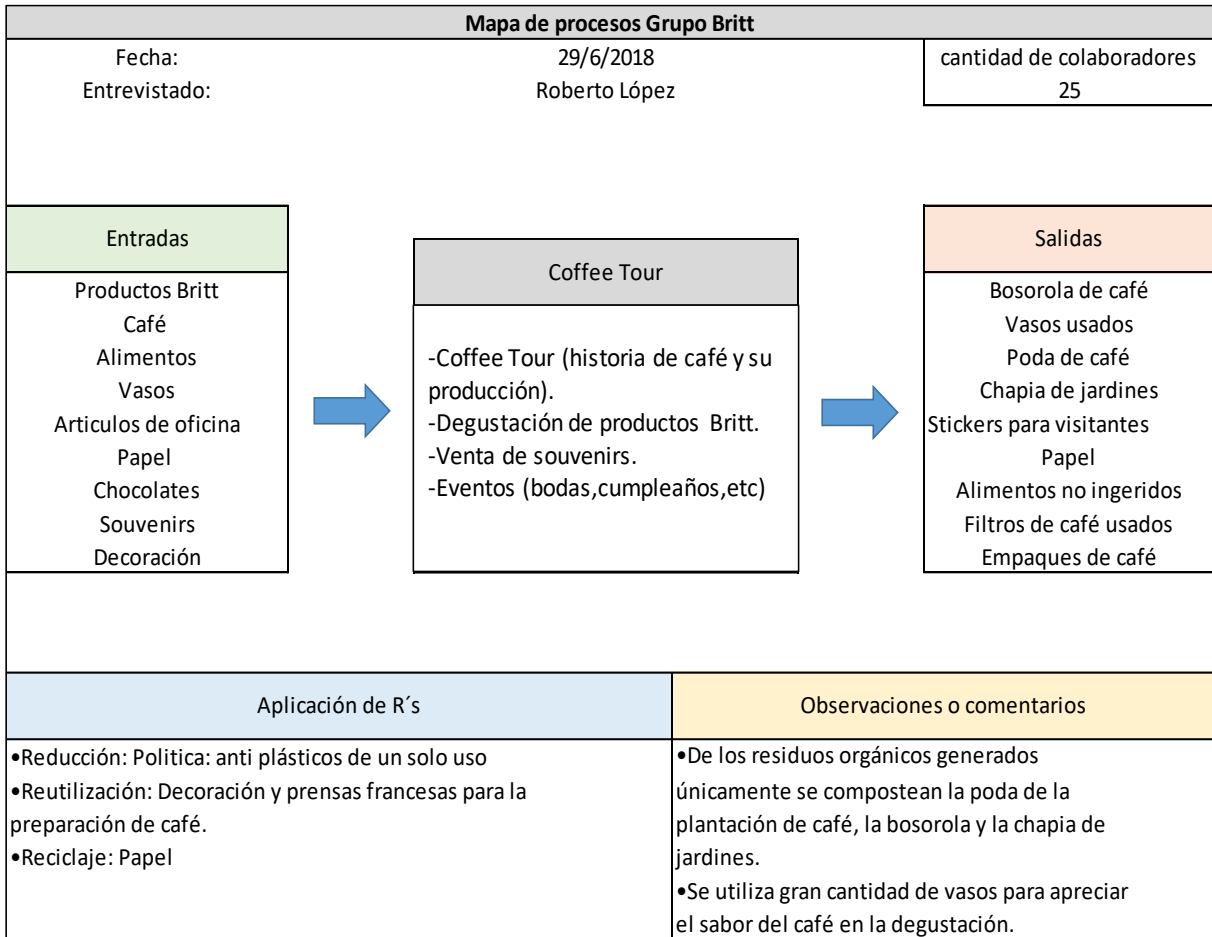 Mapa de procesos Grupo Britt
Fecha:
29/6/2018
cantidad de colaboradores
Entrevistado:
Roberto López
25
Entradas
Productos Britt
Café
Alimentos
Vasos
Articulos de oficina
Papel
Chocolates
Souvenirs
Decoración
Coffee Tour
-Coffee Tour (historia de café y su
producción).
-Degustación de productos Britt.
-Venta de souvenirs.
-Eventos (bodas,cumpleaños,etc)
Salidas
Bosorola de café
Vasos usados
Poda de café
Chapia de jardines
Stickers para visitantes
Papel
Alimentos no ingeridos
Filtros de café usados
Empaques de café
Aplicación de R´s
•Reducción: Politica: anti plásticos de un solo uso
•Reutilización: Decoración y prensas francesas para la
preparación de café.
•Reciclaje: Papel
Observaciones o comentarios
•De los residuos orgánicos generados
únicamente se compostean la poda de la
plantación de café, la bosorola y la chapia de
jardines.
•Se utiliza gran cantidad de vasos para apreciar
el sabor del café en la degustación.